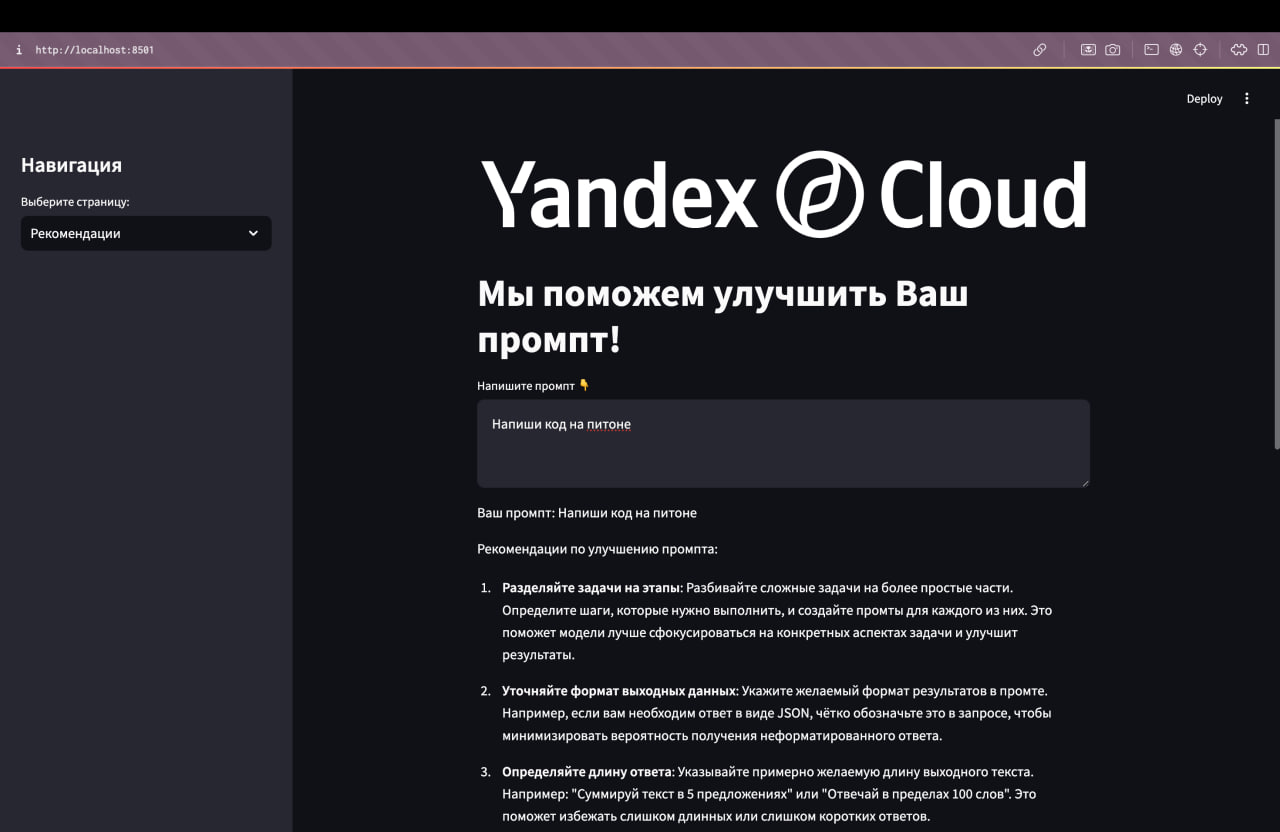 i http://localhost:8501
Deploy
Навигация
Выберите страницу:
Рекомендации
Yandex Cloud
Мы поможем улучшить Ваш
промпт!
Напишите промпт 👇
Напиши код на питоне
Ваш промпт: Напиши код на питоне
Рекомендации по улучшению промпта:
1. Разделяйте задачи на этапы: Разбивайте сложные задачи на более простые части.
Определите шаги, которые нужно выполнить, и создайте промты для каждого из них. Это
поможет модели лучше сфокусироваться на конкретных аспектах задачи и улучшит
результаты.
2. Уточняйте формат выходных данных: Укажите желаемый формат результатов в промте.
Например, если вам необходим ответ в виде JSON, чётко обозначьте это в запросе, чтобы
минимизировать вероятность получения неформатированного ответа.
3. Определяйте длину ответа: Указывайте примерно желаемую длину выходного текста.
Например: "Суммируй текст в 5 предложениях" или "Отвечай в пределах 100 слов". Это
поможет избежать слишком длинных или слишком коротких ответов.